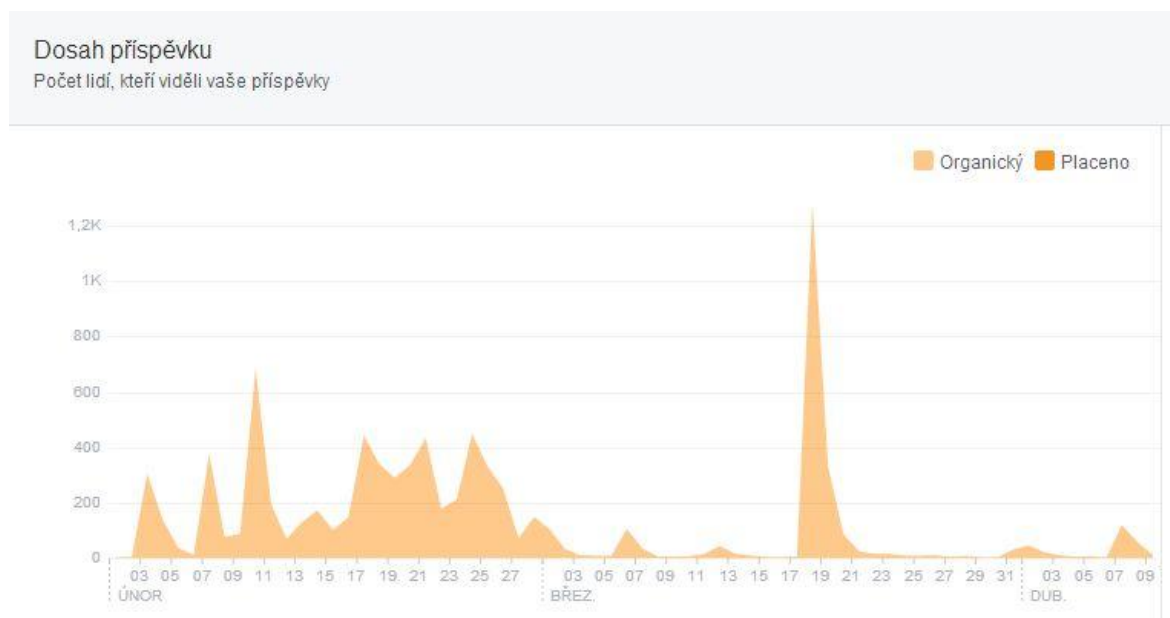 Dosah příspěvku
Počet lidí, kteří viděli vaše příspěvky
Organický Placeno
1,2K
1K
800
600
400
200
0
03 05 07 09 11 13 15 17 19 21 23 25 27 03 05 07 09 11 13 15 17 19 21 23 25 27 29 31 03 05 07 09
ÚNOR BŘEZ. DUB.